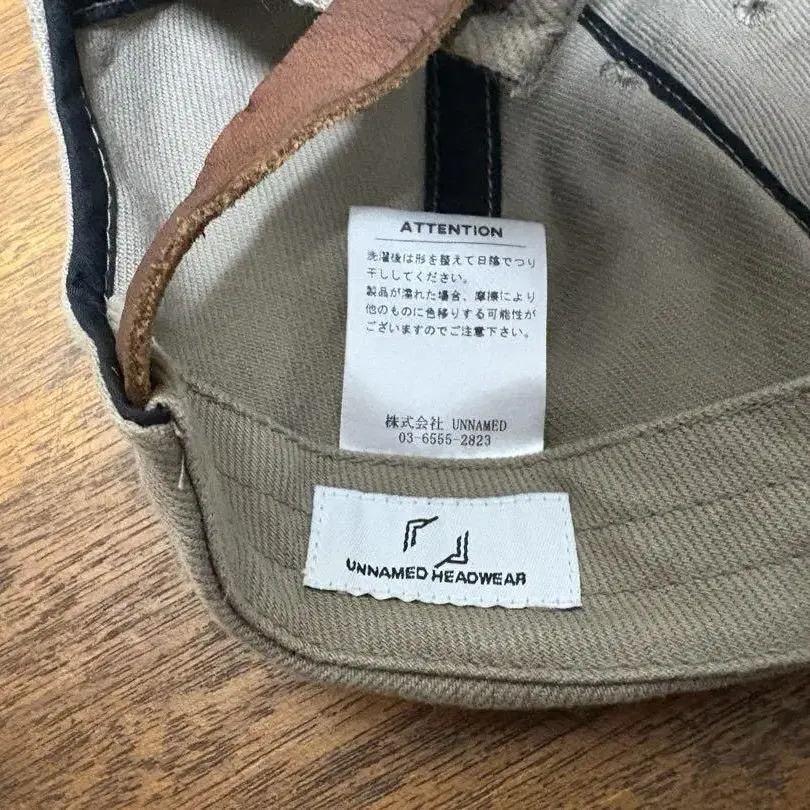 ATTENTION
洗濯後は形を整えて日陰でつり
干ししてください。
製品が濡れた場合、摩擦により
他のものに色移りする可能性が
ございますのでご注意下さい。
株式会社 UNNAMED
03-6555-2823
UNNAMED HEADWEAR